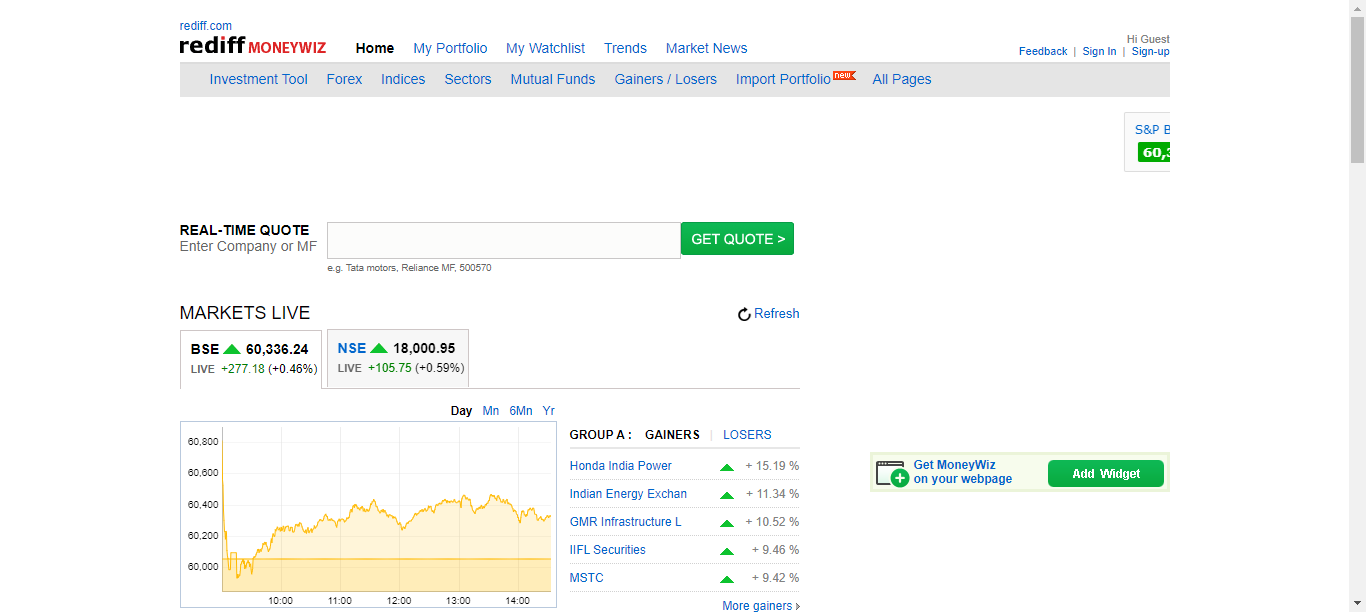 rediff.com
rediff MONEYWIZ
Home My Portfolio My Watchlist Trends Market News
Hi Guest
Feedback | Sign In | Sign-up
Investment Tool Forex Indices Sectors Mutual Funds Gainers / Losers Import Portfolio new All Pages
S&P B
60,3
REAL-TIME QUOTE
Enter Company or MF
GET QUOTE >
e.g. Tata motors, Reliance MF, 500570
MARKETS LIVE
Refresh
BSE 60,336.24
LIVE +277.18 (+0.46%)
NSE 18,000.95
LIVE +105.75 (+0.59%)
Day Mn 6Mn Yr
60,800
60,600
60,400
60,200
60,000
10:00 11:00 12:00 13:00 14:00
GROUP A : GAINERS | LOSERS
Honda India Power + 15.19 %
Indian Energy Exchan + 11.34 %
GMR Infrastructure L + 10.52 %
IIFL Securities + 9.46 %
MSTC + 9.42 %
More gainers
Get MoneyWiz
on your webpage
Add Widget